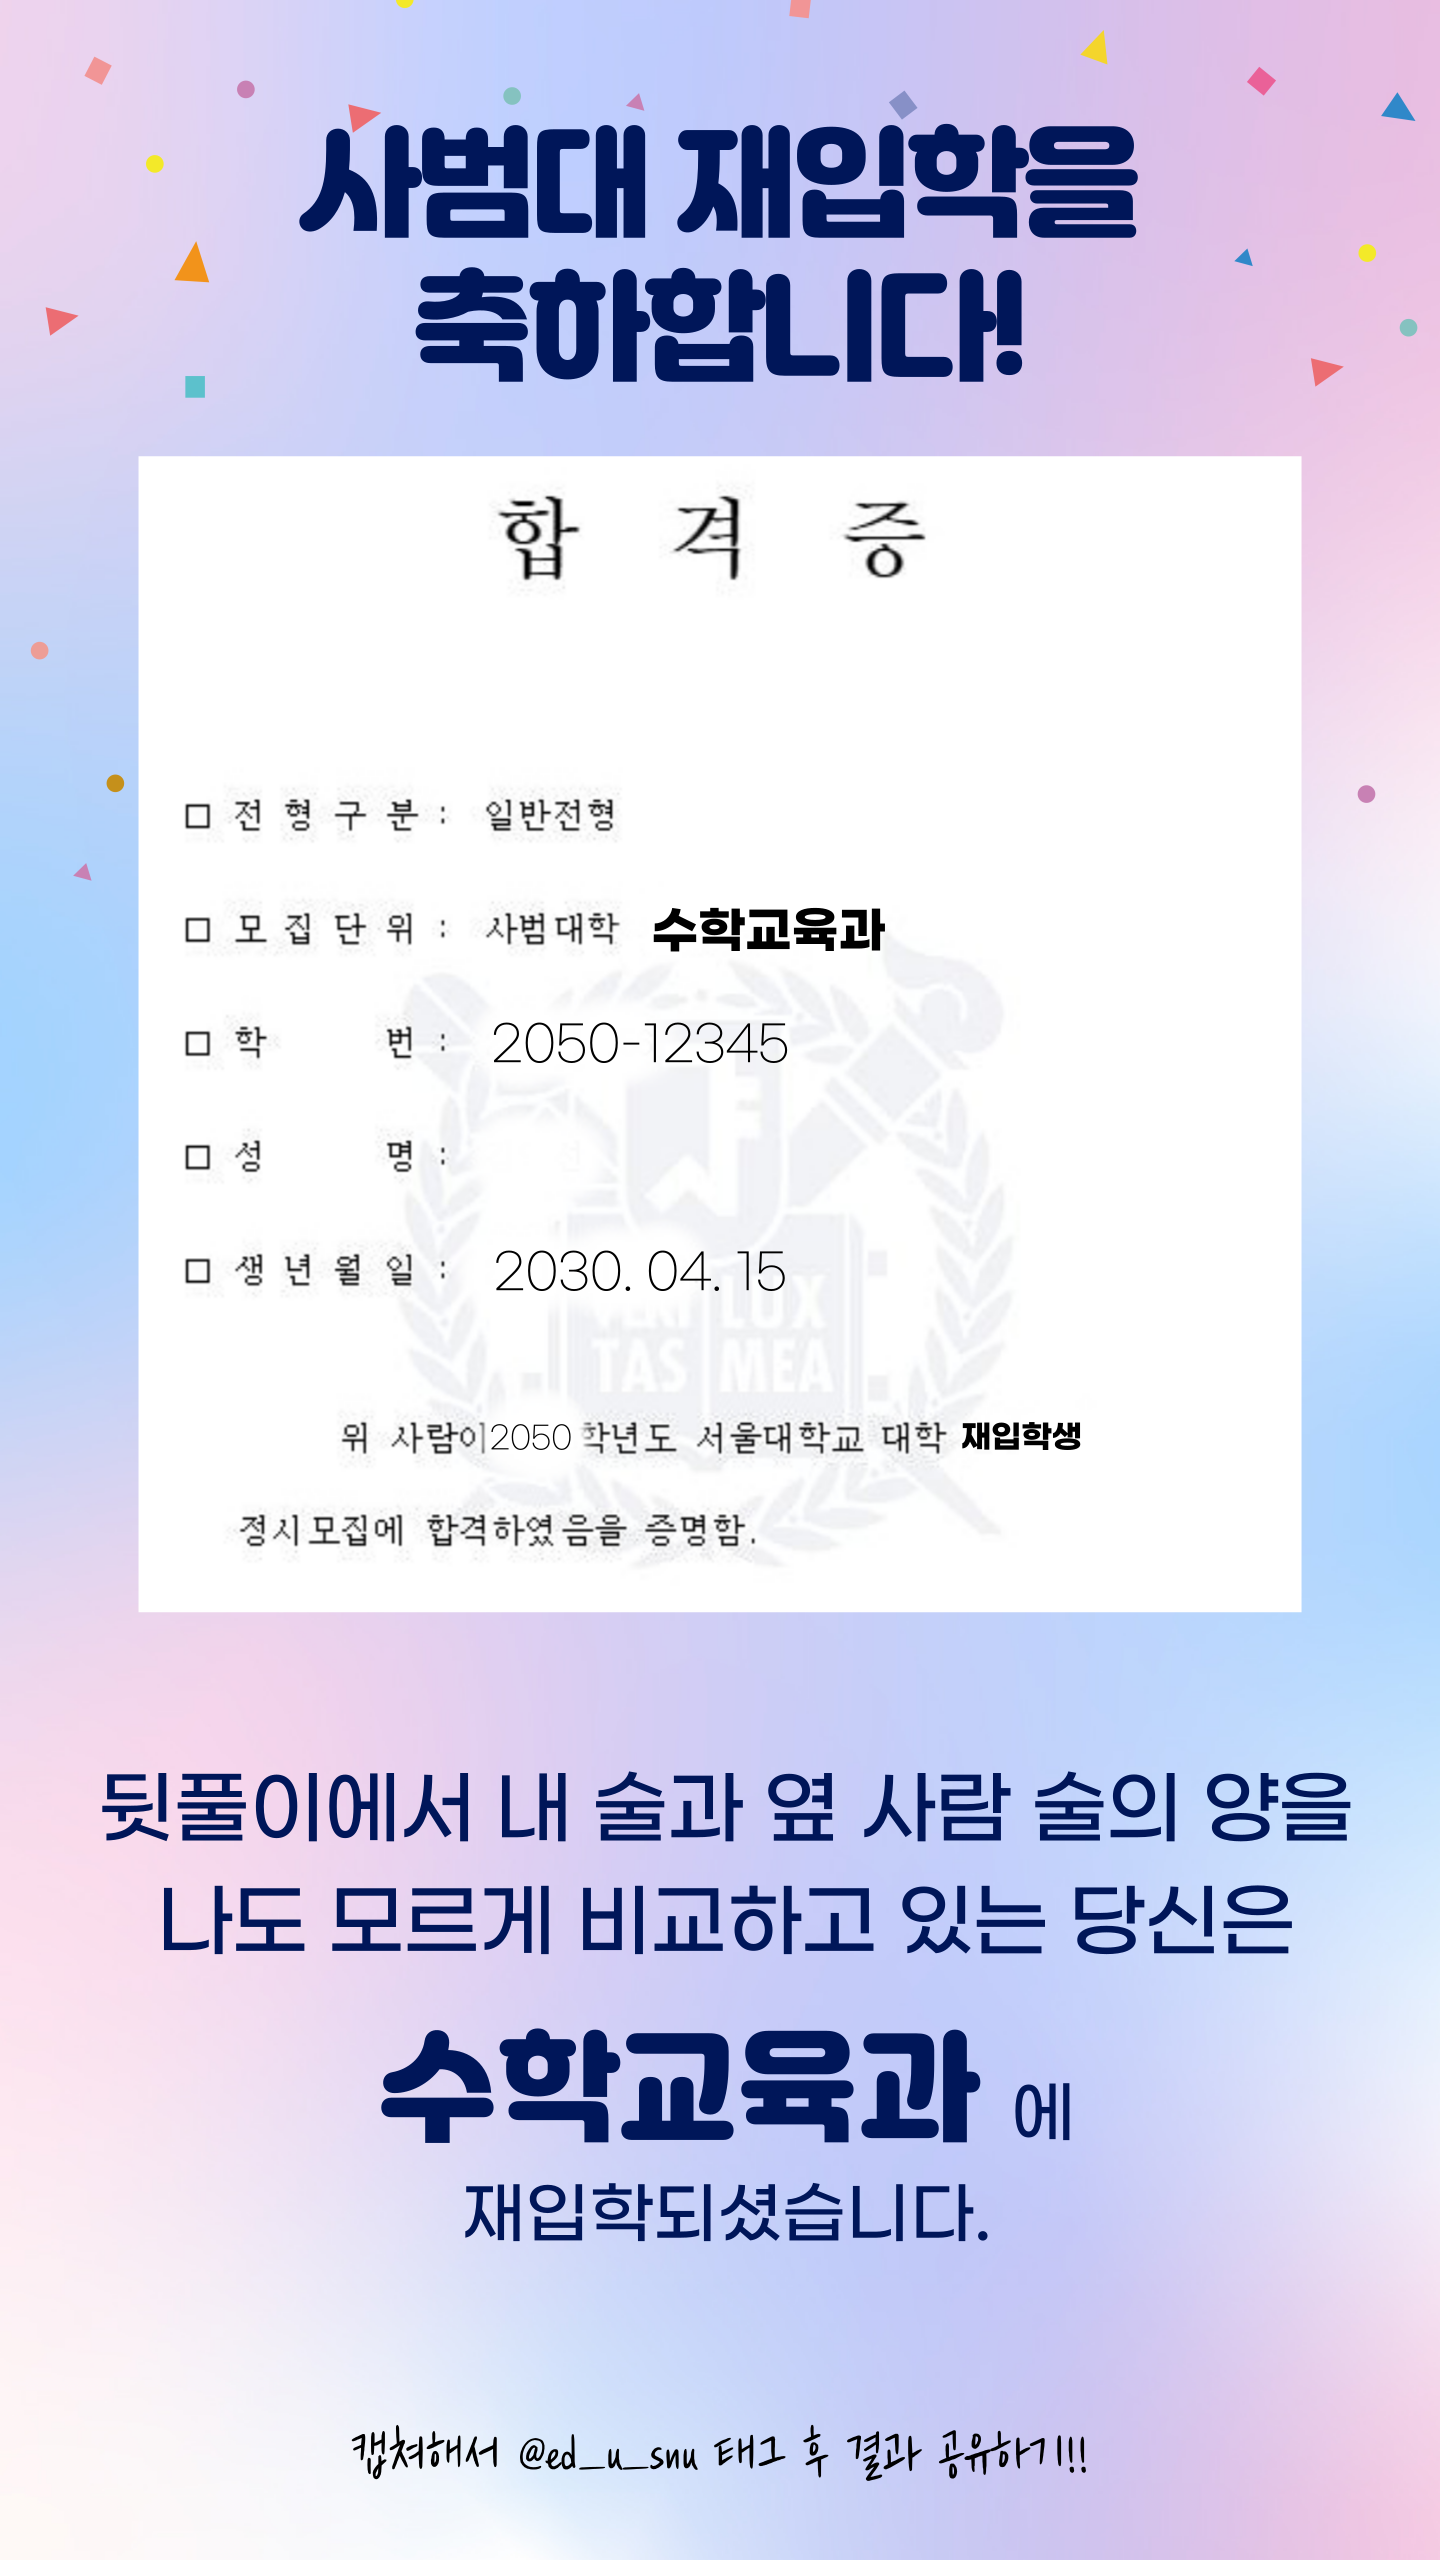 사범대 재입학을
축하합니다!
합 격 증
□ 전 형 구 분 : 일반전형
□ 모 집 단 위 : 사범대학 수학교육과
□ 학 번 : 2050-12345
□ 성 명 :
□ 생 년 월 일 : 2030. 04. 15
VERI LUX
TAS MEA
위 사람이 2050 학년도 서울대학교 대학 재입학생
정시모집에 합격하였음을 증명함.
뒷풀이에서 내 술과 옆 사람 술의 양을
나도 모르게 비교하고 있는 당신은
수학교육과 에
재입학되셨습니다.
캡쳐해서 @ed_u_snu 태그 후 결과 공유하기!!!